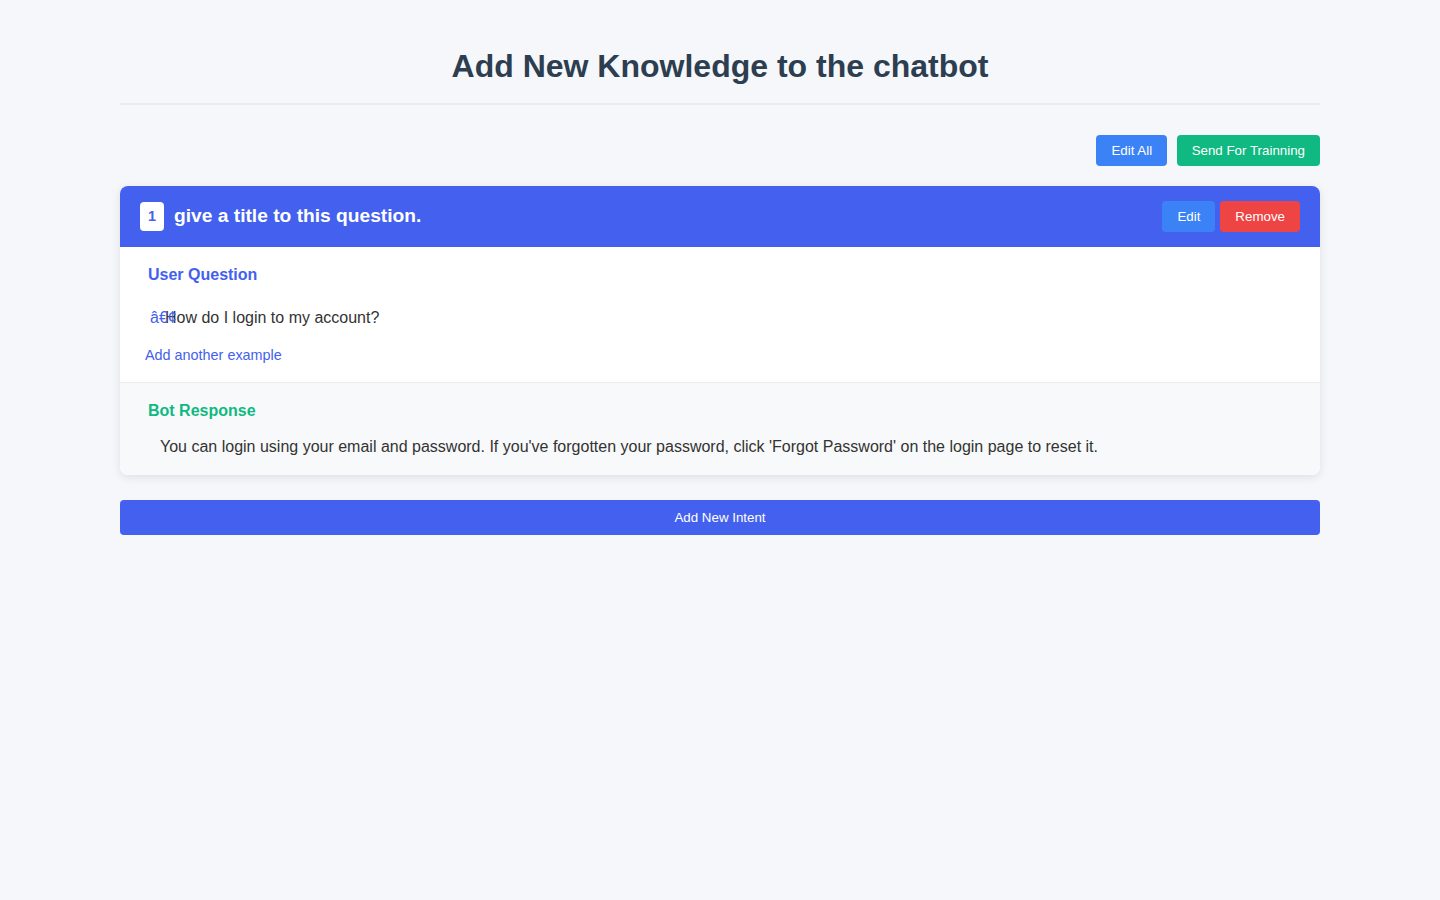 Add New Knowledge to the chatbot
Edit All Send For Trainning
1 give a title to this question. Edit Remove
User Question
•How do I login to my account?
Add another example
Bot Response
You can login using your email and password. If you've forgotten your password, click 'Forgot Password' on the login page to reset it.
Add New Intent